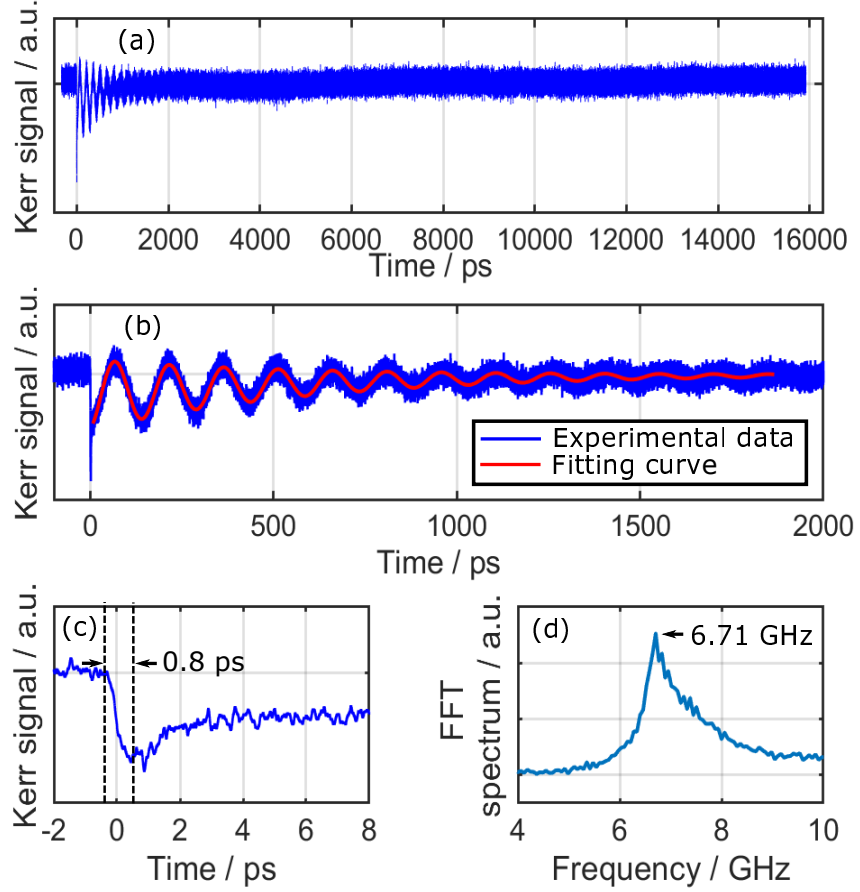 (a)
Kerr signal / a.u.
0 2000 4000 6000 8000 10000 12000 14000 16000
Time / ps
(b)
Kerr signal / a.u.
Experimental data
Fitting curve
0 500 1000 1500 2000
Time / ps
(c)
0.8 ps
Kerr signal / a.u.
-2 0 2 4 6 8
Time / ps
(d)
6.71 GHz
FFT
spectrum / a.u.
4 6 8 10
Frequency / GHz